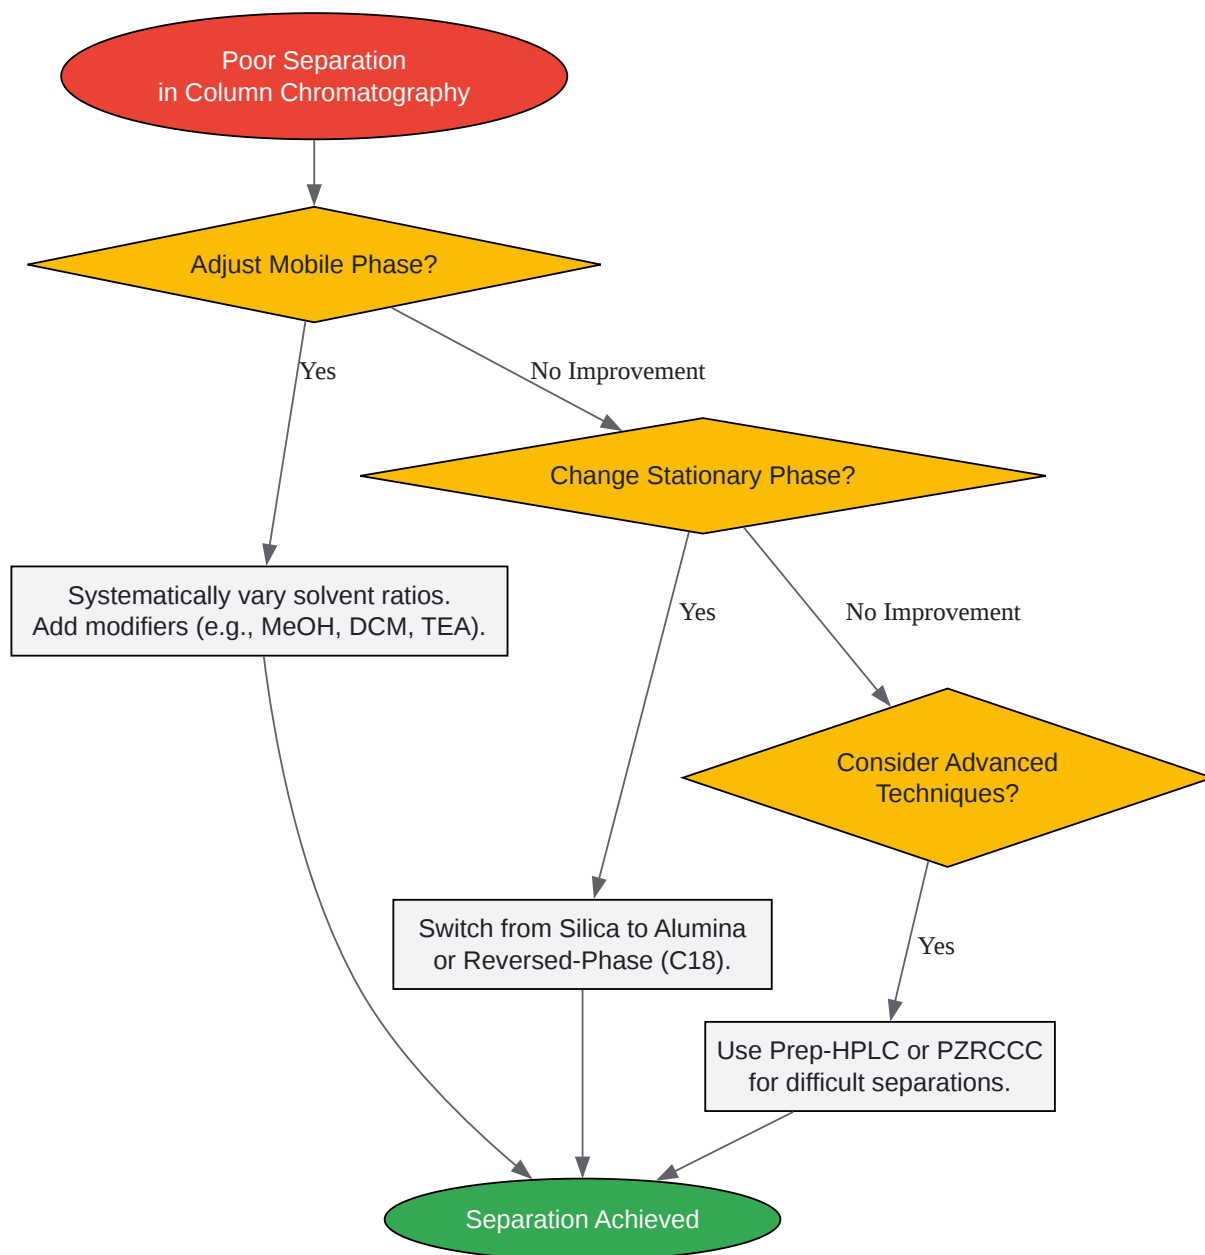 Poor Separation
in Column Chromatography
Adjust Mobile Phase?
Yes
No Improvement
Change Stationary Phase?
Systematically vary solvent ratios.
Add modifiers (e.g., MeOH, DCM, TEA).
Yes
No Improvement
Consider Advanced
Techniques?
Switch from Silica to Alumina
or Reversed-Phase (C18).
Yes
Use Prep-HPLC or PZRCCC
for difficult separations.
Separation Achieved